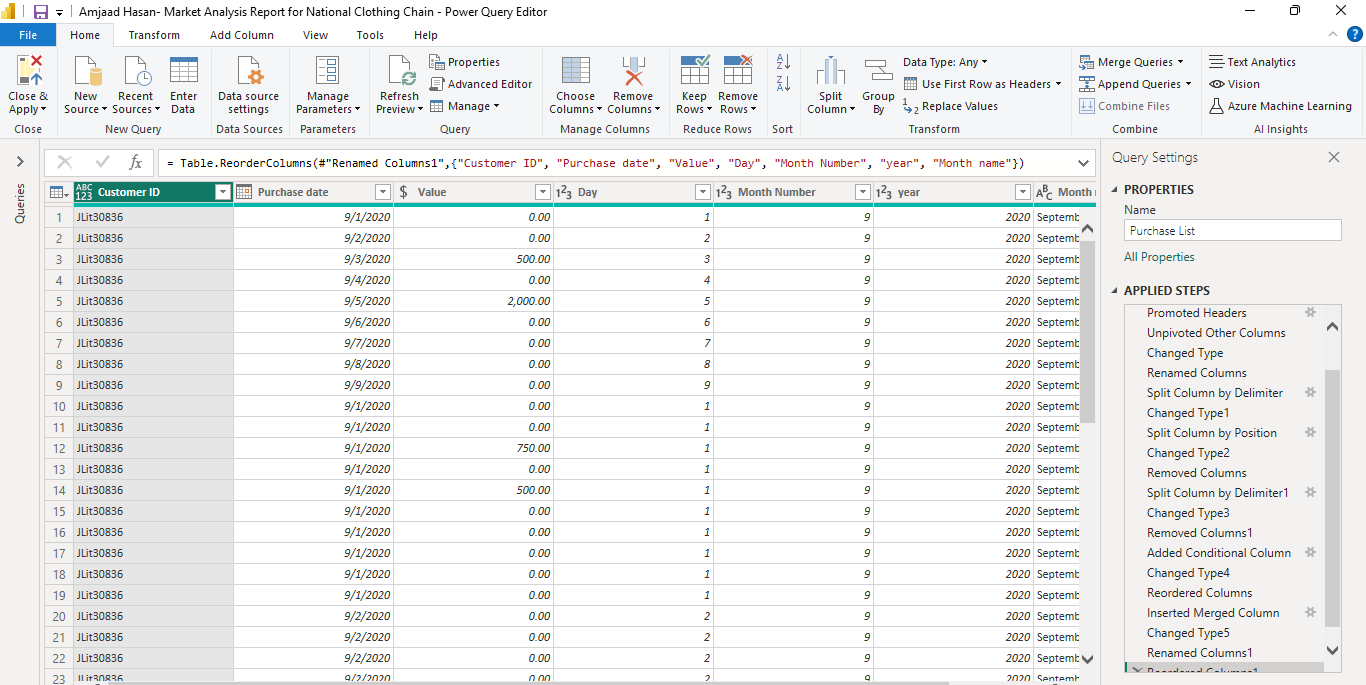 Amjaad Hasan- Market Analysis Report for National Clothing Chain - Power Query Editor
File Home Transform Add Column View Tools Help
Close & Apply
New Source
Recent Sources
Enter Data
Data source settings
Manage Parameters
Refresh Preview
Properties
Advanced Editor
Manage
Choose Columns
Remove Columns
Keep Rows
Remove Rows
Split Column
Group By
Data Type: Any
Use First Row as Headers
Replace Values
Merge Queries
Append Queries
Combine Files
Text Analytics
Vision
Azure Machine Learning
Close New Query Data Sources Parameters Query Manage Columns Reduce Rows Sort Transform Combine AI Insights
Queries
fx = Table.ReorderColumns(#"Renamed Columns1",{"Customer ID", "Purchase date", "Value", "Day", "Month Number", "year", "Month name"})
ABC 123 Customer ID Purchase date $ Value 123 Day 123 Month Number 123 year ABC Month
1 JLit30836 9/1/2020 0.00 1 9 2020 Septemb
2 JLit30836 9/2/2020 0.00 2 9 2020 Septemb
3 JLit30836 9/3/2020 500.00 3 9 2020 Septemb
4 JLit30836 9/4/2020 0.00 4 9 2020 Septemb
5 JLit30836 9/5/2020 2,000.00 5 9 2020 Septemb
6 JLit30836 9/6/2020 0.00 6 9 2020 Septemb
7 JLit30836 9/7/2020 0.00 7 9 2020 Septemb
8 JLit30836 9/8/2020 0.00 8 9 2020 Septemb
9 JLit30836 9/9/2020 0.00 9 9 2020 Septemb
10 JLit30836 9/1/2020 0.00 1 9 2020 Septemb
11 JLit30836 9/1/2020 0.00 1 9 2020 Septemb
12 JLit30836 9/1/2020 750.00 1 9 2020 Septemb
13 JLit30836 9/1/2020 0.00 1 9 2020 Septemb
14 JLit30836 9/1/2020 500.00 1 9 2020 Septemb
15 JLit30836 9/1/2020 0.00 1 9 2020 Septemb
16 JLit30836 9/1/2020 0.00 1 9 2020 Septemb
17 JLit30836 9/1/2020 0.00 1 9 2020 Septemb
18 JLit30836 9/1/2020 0.00 1 9 2020 Septemb
19 JLit30836 9/1/2020 0.00 1 9 2020 Septemb
20 JLit30836 9/2/2020 0.00 2 9 2020 Septemb
21 JLit30836 9/2/2020 0.00 2 9 2020 Septemb
22 JLit30836 9/2/2020 0.00 2 9 2020 Septemb
23 JLit30836 9/2/2020 0.00 2 9 2020 Septemb
Query Settings
PROPERTIES
Name
Purchase List
All Properties
APPLIED STEPS
Promoted Headers
Unpivoted Other Columns
Changed Type
Renamed Columns
Split Column by Delimiter
Changed Type1
Split Column by Position
Changed Type2
Removed Columns
Split Column by Delimiter1
Changed Type3
Removed Columns1
Added Conditional Column
Changed Type4
Reordered Columns
Inserted Merged Column
Changed Type5
Renamed Columns1
Reordered Columns1